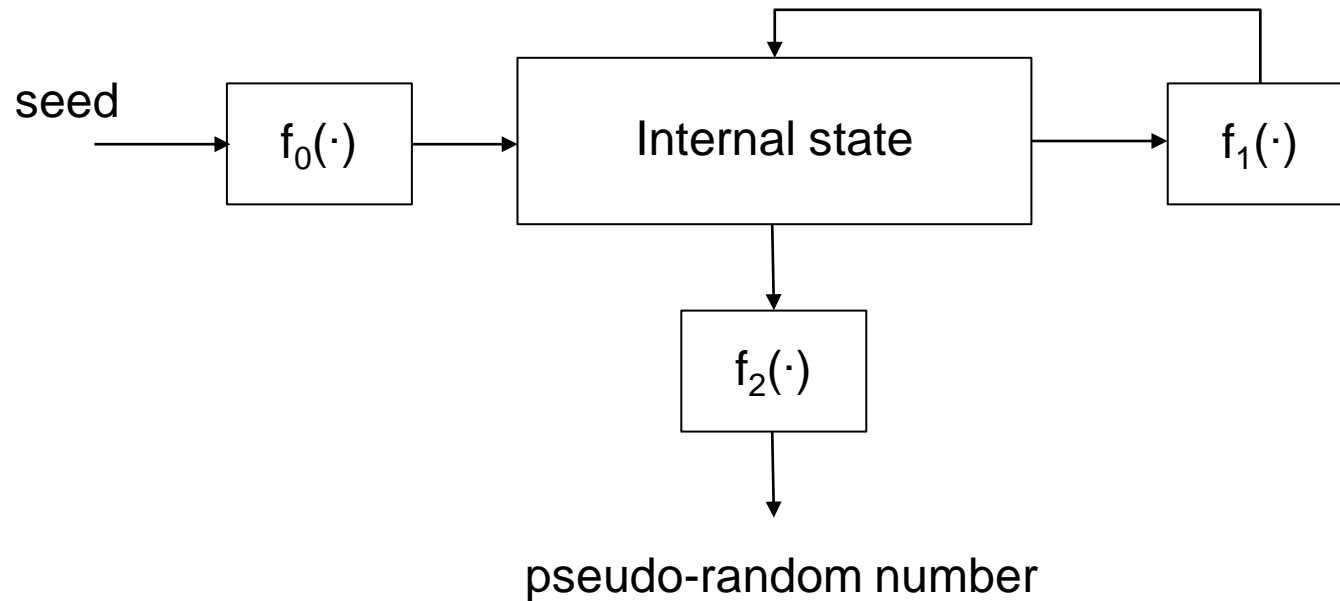 seed
f₀(·)
Internal state
f₁(·)
f₂(·)
pseudo-random number